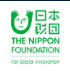 日本
財団
THE NIPPON
FOUNDATION
For Social Innovation